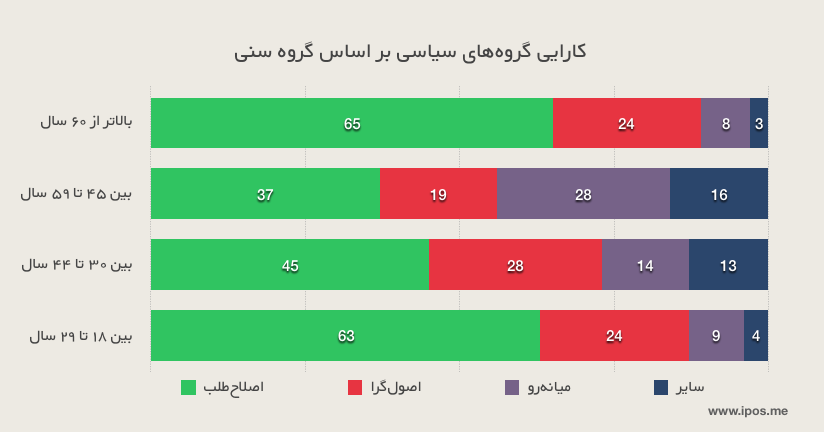 کارایی گروه‌های سیاسی بر اساس گروه سنی
بالاتر از ۶۰ سال
65 24 8 3
بین ۴۵ تا ۵۹ سال
37 19 28 16
بین ۳۰ تا ۴۴ سال
45 28 14 13
بین ۱۸ تا ۲۹ سال
63 24 9 4
اصلاح‌طلب اصول‌گرا میانه‌رو سایر
www.ipos.me